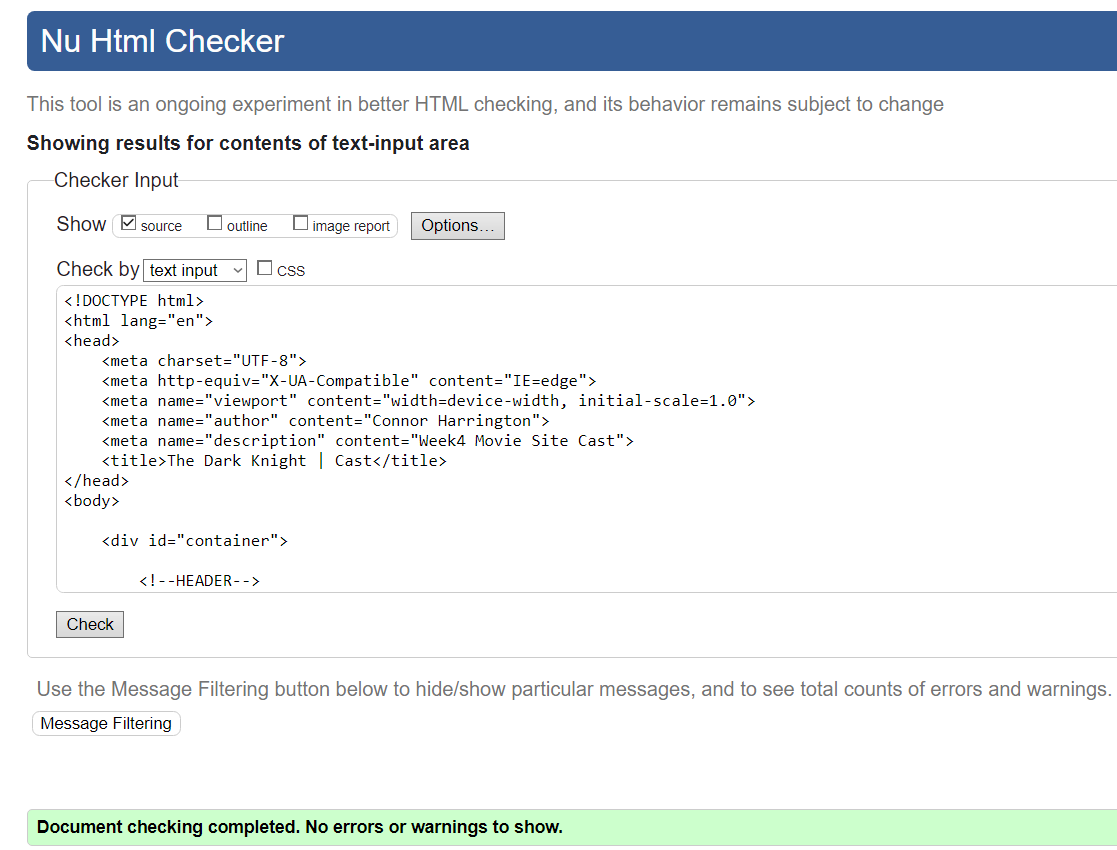 Nu Html Checker
This tool is an ongoing experiment in better HTML checking, and its behavior remains subject to change
Showing results for contents of text-input area
Checker Input
Show source outline image report Options...
Check by text input CSS
<!DOCTYPE html>
<html lang="en">
<head>
    <meta charset="UTF-8">
    <meta http-equiv="X-UA-Compatible" content="IE=edge">
    <meta name="viewport" content="width=device-width, initial-scale=1.0">
    <meta name="author" content="Connor Harrington">
    <meta name="description" content="Week4 Movie Site Cast">
    <title>The Dark Knight | Cast</title>
</head>
<body>
    <div id="container">
        <!--HEADER-->
Check
Use the Message Filtering button below to hide/show particular messages, and to see total counts of errors and warnings.
Message Filtering
Document checking completed. No errors or warnings to show.